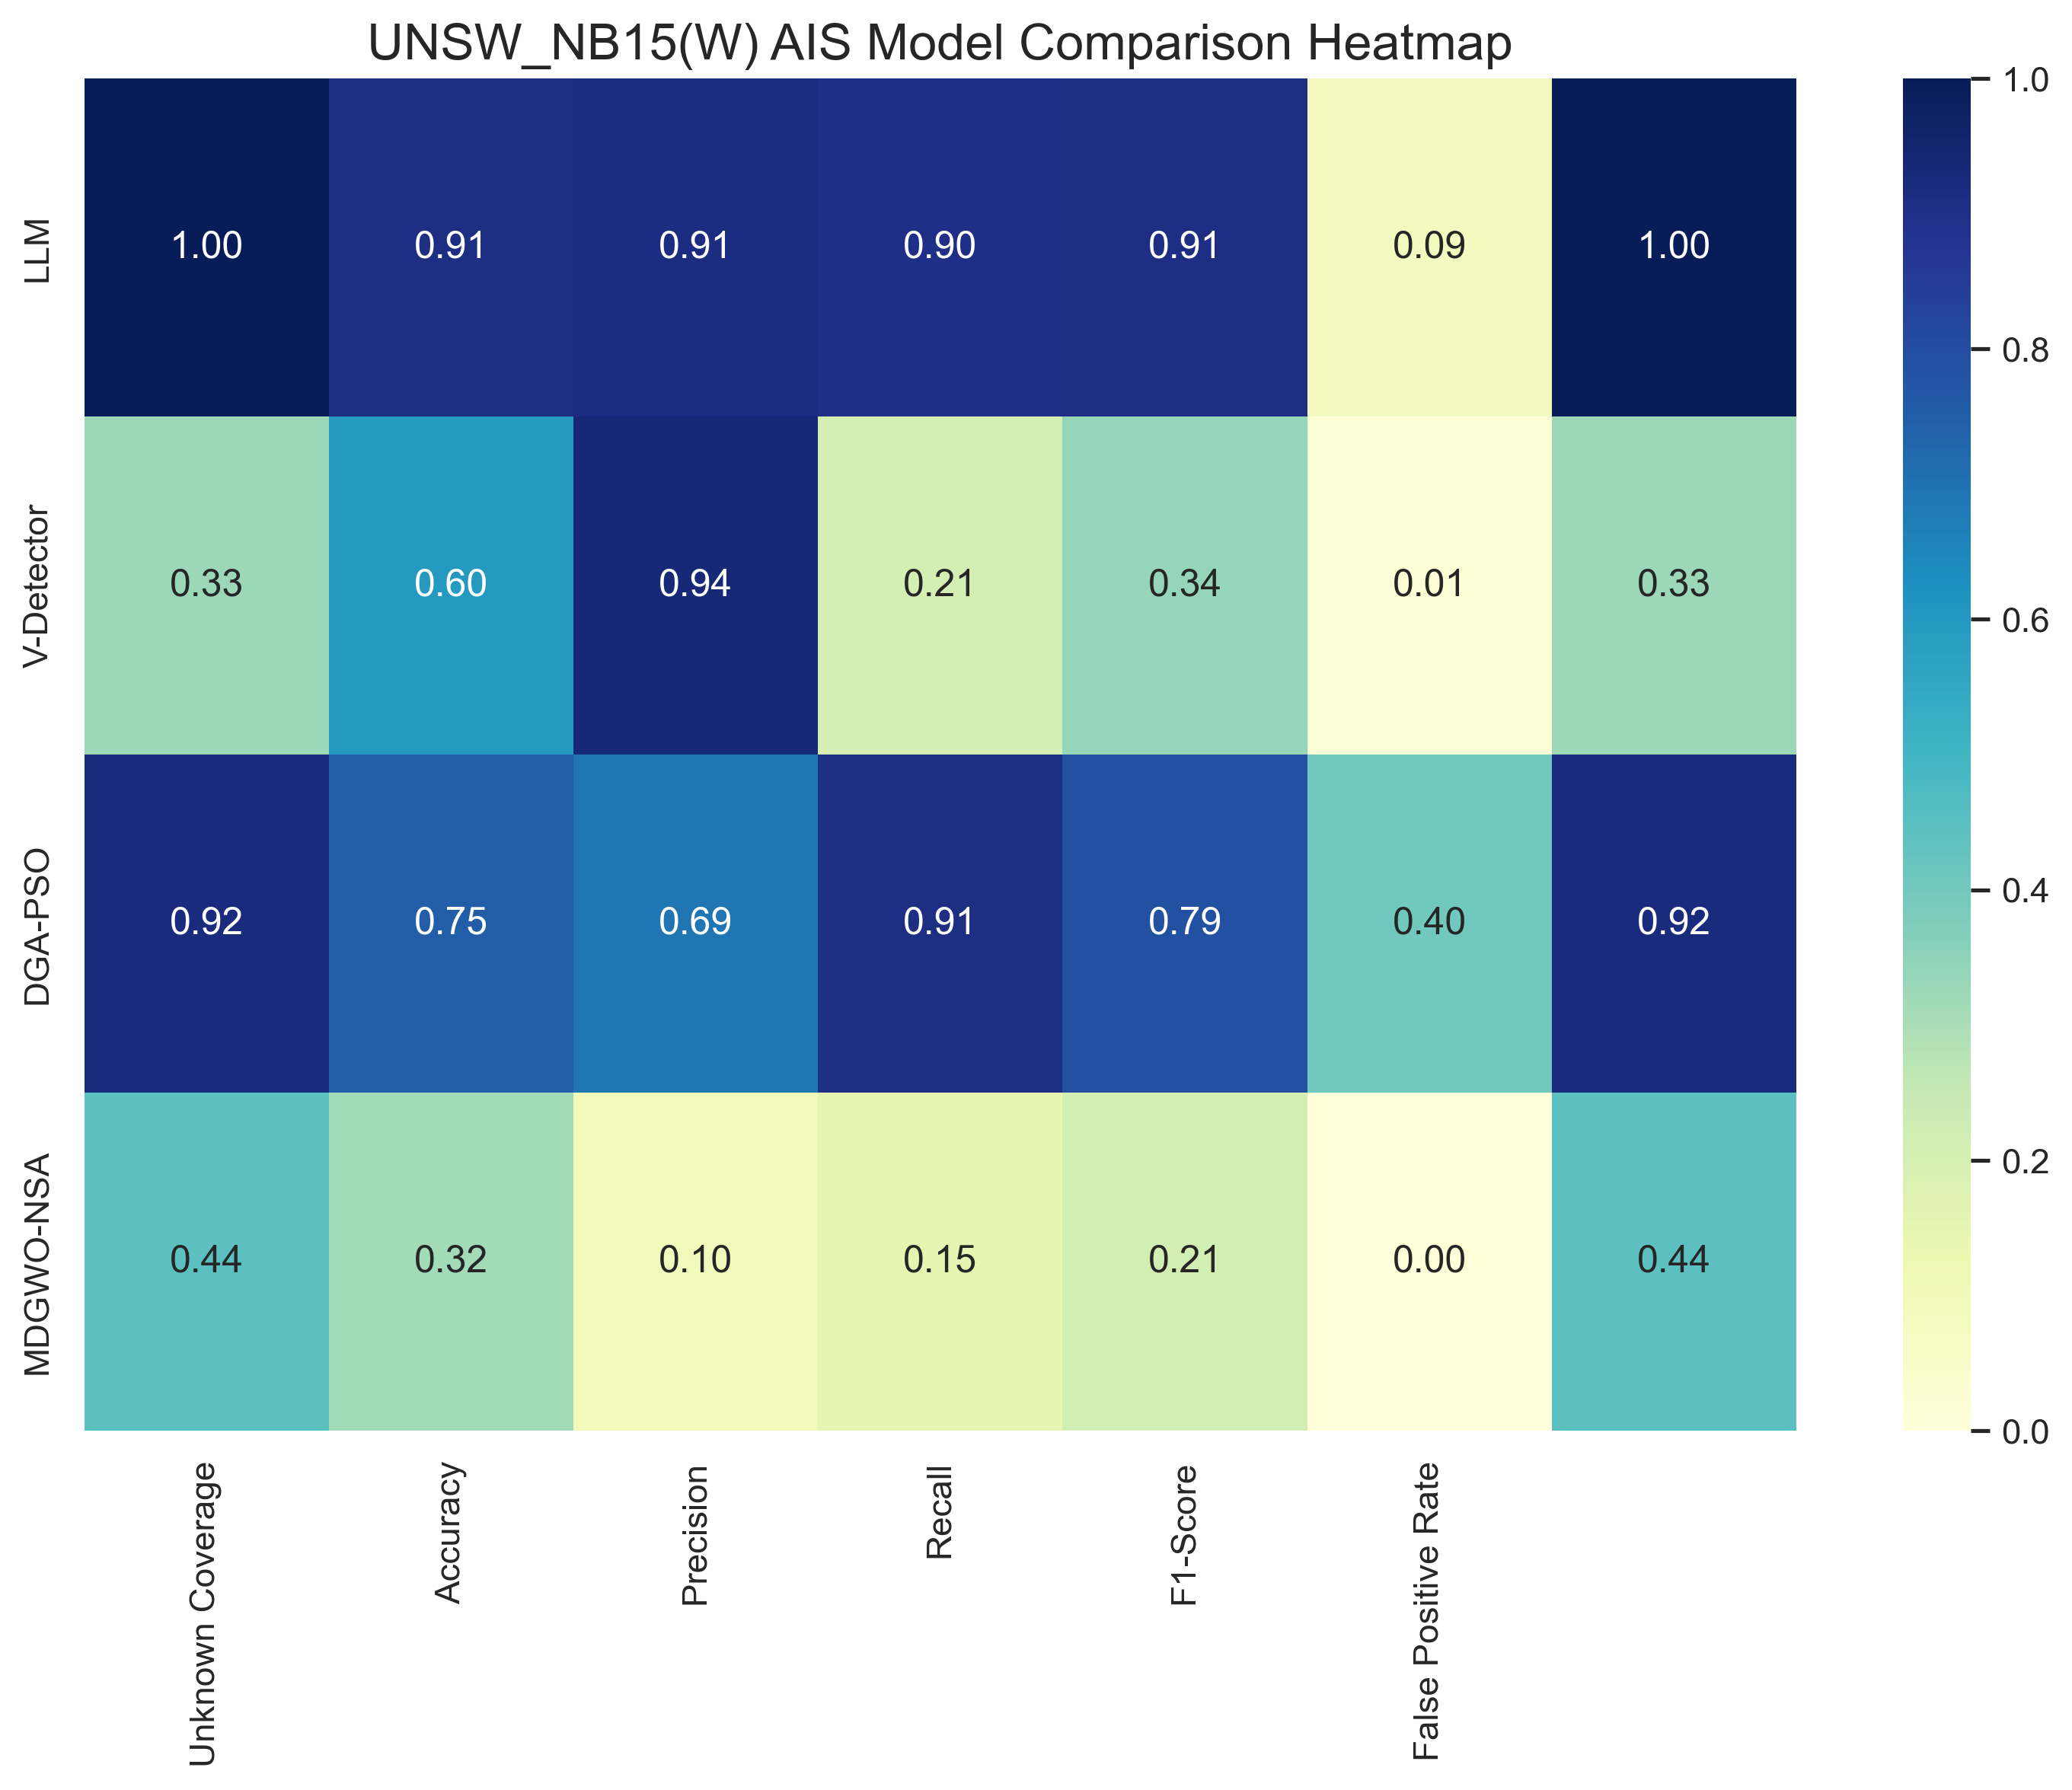 UNSW_NB15(W) AIS Model Comparison Heatmap
LLM
1.00 0.91 0.91 0.90 0.91 0.09 1.00
V-Detector
0.33 0.60 0.94 0.21 0.34 0.01 0.33
DGA-PSO
0.92 0.75 0.69 0.91 0.79 0.40 0.92
MDGWO-NSA
0.44 0.32 0.10 0.15 0.21 0.00 0.44
Unknown Coverage
Accuracy
Precision
Recall
F1-Score
False Positive Rate
1.0
0.8
0.6
0.4
0.2
0.0